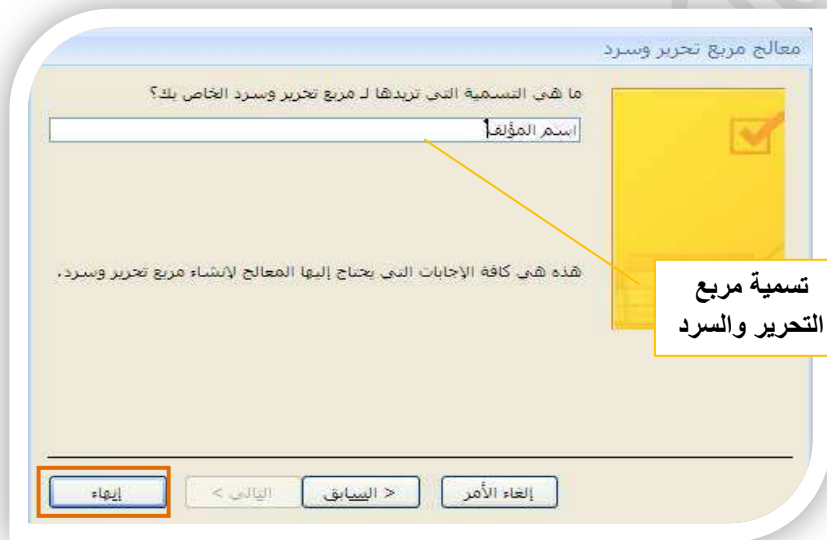 معالج مربع تحرير وسرد
ما هي التسمية التي تريدها لـ مربع تحرير وسرد الخاص بك؟
اسم المؤلف
هذه هي كافة الإجابات التي يحتاج إليها المعالج لإنشاء مربع تحرير وسرد.
تسمية مربع
التحرير والسرد
إلغاء الأمر
< السابق
التالي >
إنهاء